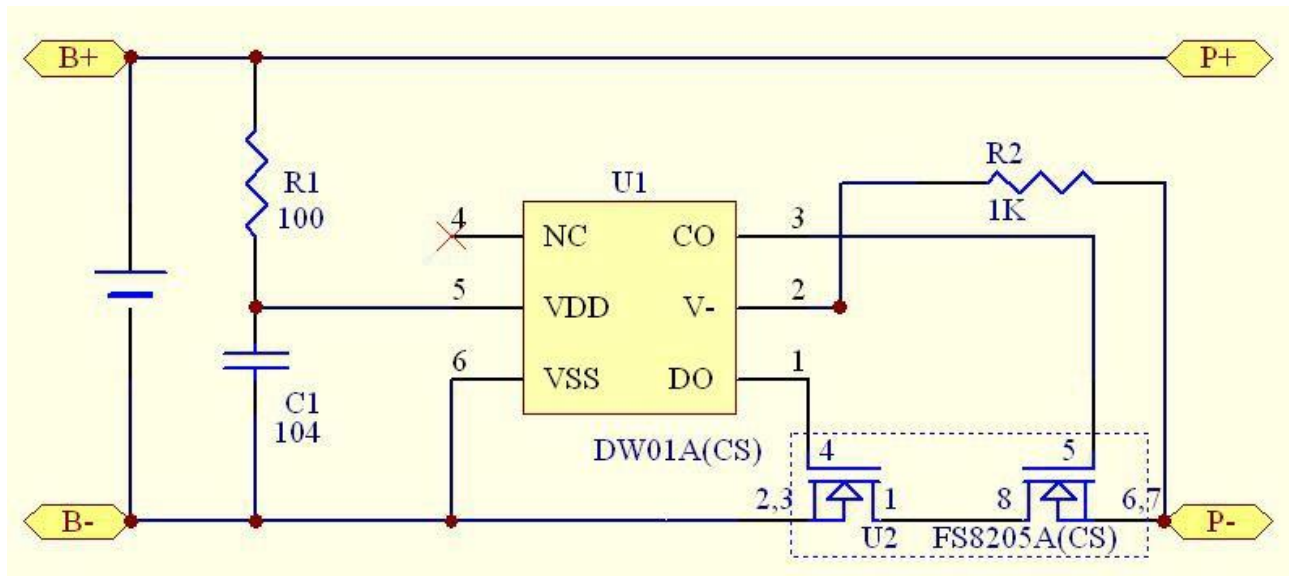 B+
P+
R1
100
R2
1K
U1
4
NC
CO
3
5
VDD
V-
2
6
VSS
DO
1
C1
104
DW01A(CS)
4
5
2,3
1
8
6,7
B-
P-
U2
FS8205A(CS)